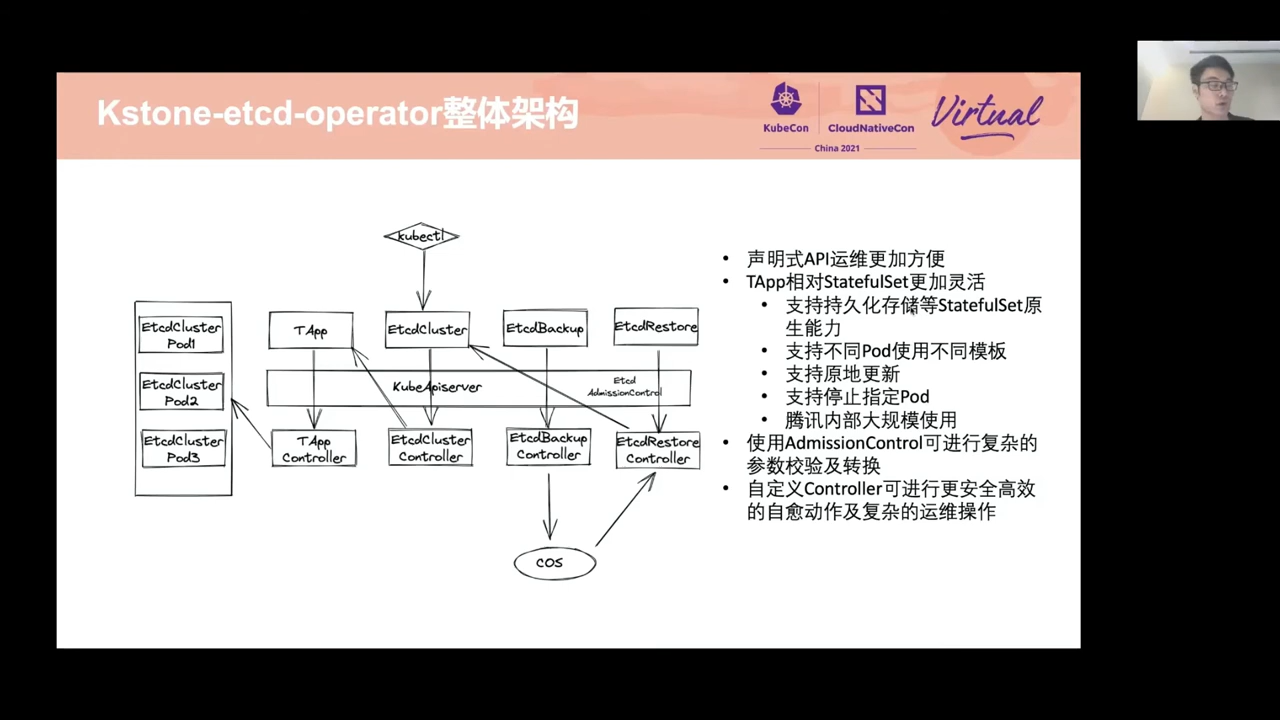 Kstone-etcd-operator整体架构
KubeCon
CloudNativeCon
China 2021
Virtual
kubectl
EtcdCluster
Pod1
EtcdCluster
Pod2
EtcdCluster
Pod3
TApp
EtcdCluster
EtcdBackup
EtcdRestore
KubeApiserver
Etcd
AdmissionControl
TApp
Controller
EtcdCluster
Controller
EtcdBackup
Controller
EtcdRestore
Controller
COS
• 声明式API运维更加方便
• TApp相对StatefulSet更加灵活
• 支持持久化存储等StatefulSet原
生能力
• 支持不同Pod使用不同模板
• 支持原地更新
• 支持停止指定Pod
• 腾讯内部大规模使用
• 使用AdmissionControl可进行复杂的
参数校验及转换
• 自定义Controller可进行更安全高效
的自愈动作及复杂的运维操作